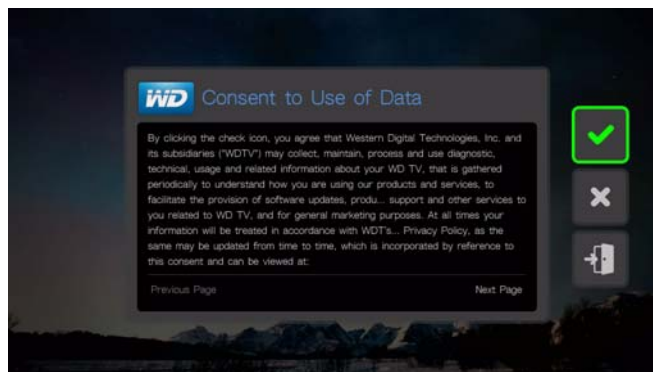 WD Consent to Use of Data
By clicking the check icon, you agree that Western Digital Technologies, Inc. and
its subsidiaries ("WDTV") may collect, maintain, process and use diagnostic,
technical, usage and related information about your WD TV, that is gathered
periodically to understand how you are using our products and services, to
facilitate the provision of software updates, produ... support and other services to
you related to WD TV, and for general marketing purposes. At all times your
information will be treated in accordance with WDT's... Privacy Policy, as the
same may be updated from time to time, which is incorporated by reference to
this consent and can be viewed at:
Previous Page Next Page